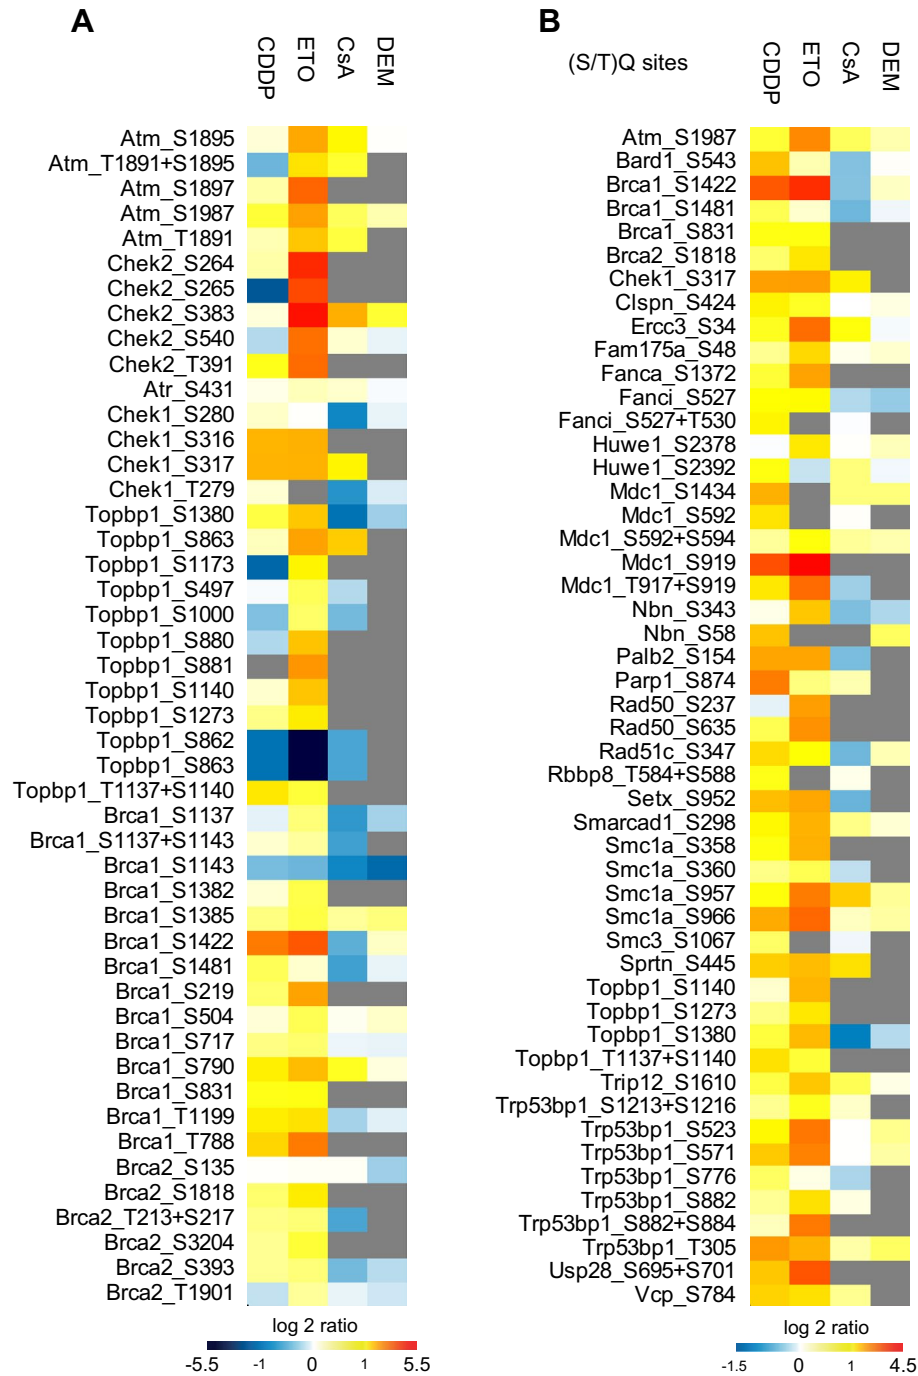 A
CDDP ETO CsA DEM
Atm_S1895
Atm_T1891+S1895
Atm_S1897
Atm_S1987
Atm_T1891
Chek2_S264
Chek2_S265
Chek2_S383
Chek2_S540
Chek2_T391
Atr_S431
Chek1_S280
Chek1_S316
Chek1_S317
Chek1_T279
Topbp1_S1380
Topbp1_S863
Topbp1_S1173
Topbp1_S497
Topbp1_S1000
Topbp1_S880
Topbp1_S881
Topbp1_S1140
Topbp1_S1273
Topbp1_S862
Topbp1_S863
Topbp1_T1137+S1140
Brca1_S1137
Brca1_S1137+S1143
Brca1_S1143
Brca1_S1382
Brca1_S1385
Brca1_S1422
Brca1_S1481
Brca1_S219
Brca1_S504
Brca1_S717
Brca1_S790
Brca1_S831
Brca1_T1199
Brca1_T788
Brca2_S135
Brca2_S1818
Brca2_T213+S217
Brca2_S3204
Brca2_S393
Brca2_T1901
log 2 ratio
-5.5 -1 0 1 5.5
B
(S/T)Q sites
CDDP ETO CsA DEM
Atm_S1987
Bard1_S543
Brca1_S1422
Brca1_S1481
Brca1_S831
Brca2_S1818
Chek1_S317
Clspn_S424
Ercc3_S34
Fam175a_S48
Fanca_S1372
Fanci_S527
Fanci_S527+T530
Huwe1_S2378
Huwe1_S2392
Mdc1_S1434
Mdc1_S592
Mdc1_S592+S594
Mdc1_S919
Mdc1_T917+S919
Nbn_S343
Nbn_S58
Palb2_S154
Parp1_S874
Rad50_S237
Rad50_S635
Rad51c_S347
Rbbp8_T584+S588
Setx_S952
Smarcad1_S298
Smc1a_S358
Smc1a_S360
Smc1a_S957
Smc1a_S966
Smc3_S1067
Sprtn_S445
Topbp1_S1140
Topbp1_S1273
Topbp1_S1380
Topbp1_T1137+S1140
Trip12_S1610
Trp53bp1_S1213+S1216
Trp53bp1_S523
Trp53bp1_S571
Trp53bp1_S776
Trp53bp1_S882
Trp53bp1_S882+S884
Trp53bp1_T305
Usp28_S695+S701
Vcp_S784
log 2 ratio
-1.5 0 1 4.5